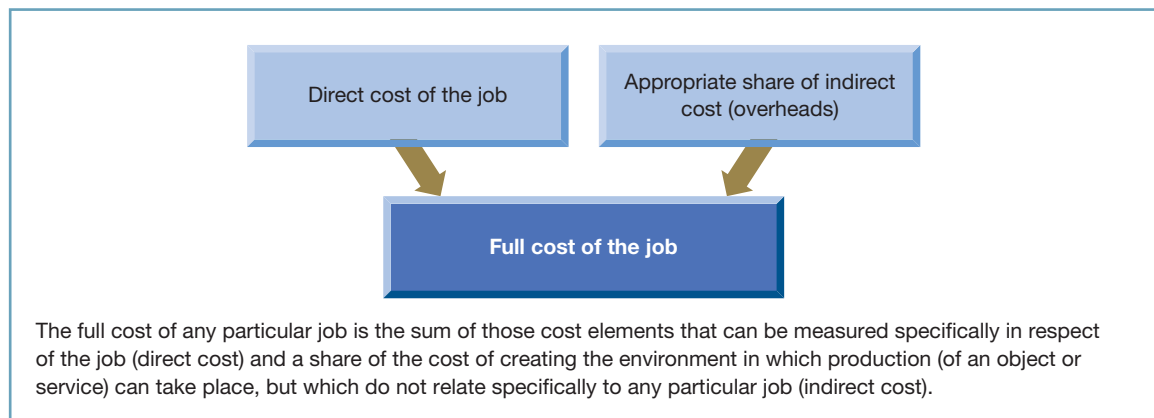 Direct cost of the job
Appropriate share of indirect
cost (overheads)
Full cost of the job
The full cost of any particular job is the sum of those cost elements that can be measured specifically in respect
of the job (direct cost) and a share of the cost of creating the environment in which production (of an object or
service) can take place, but which do not relate specifically to any particular job (indirect cost).